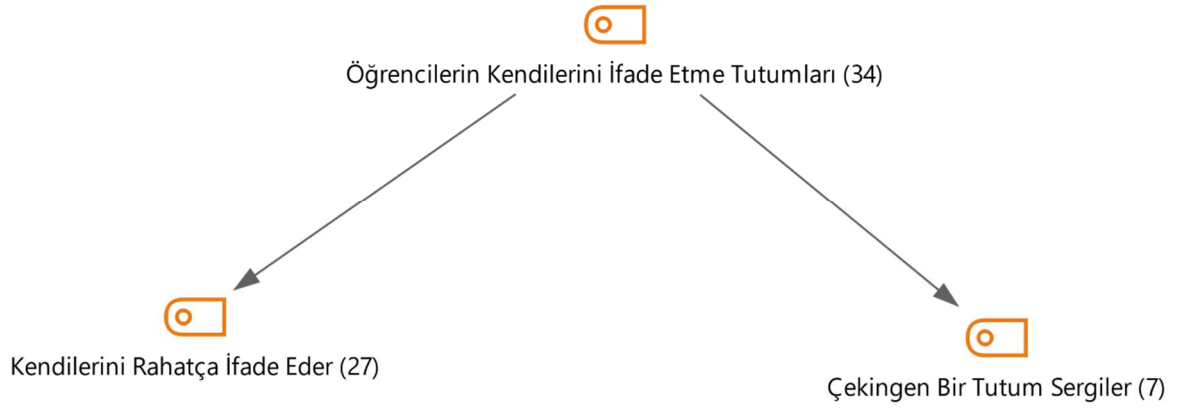 Öğrencilerin Kendilerini İfade Etme Tutumları (34)
Kendilerini Rahatça İfade Eder (27)
Çekingen Bir Tutum Sergiler (7)